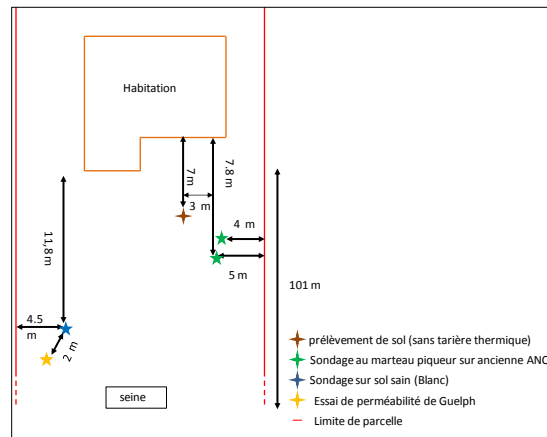 Habitation
7 m
7.8 m
3 m
4 m
5 m
11,8 m
101 m
4.5
m
2 m
seine
prélèvement de sol (sans tarière thermique)
Sondage au marteau piqueur sur ancienne ANC
Sondage sur sol sain (Blanc)
Essai de perméabilité de Guelph
Limite de parcelle